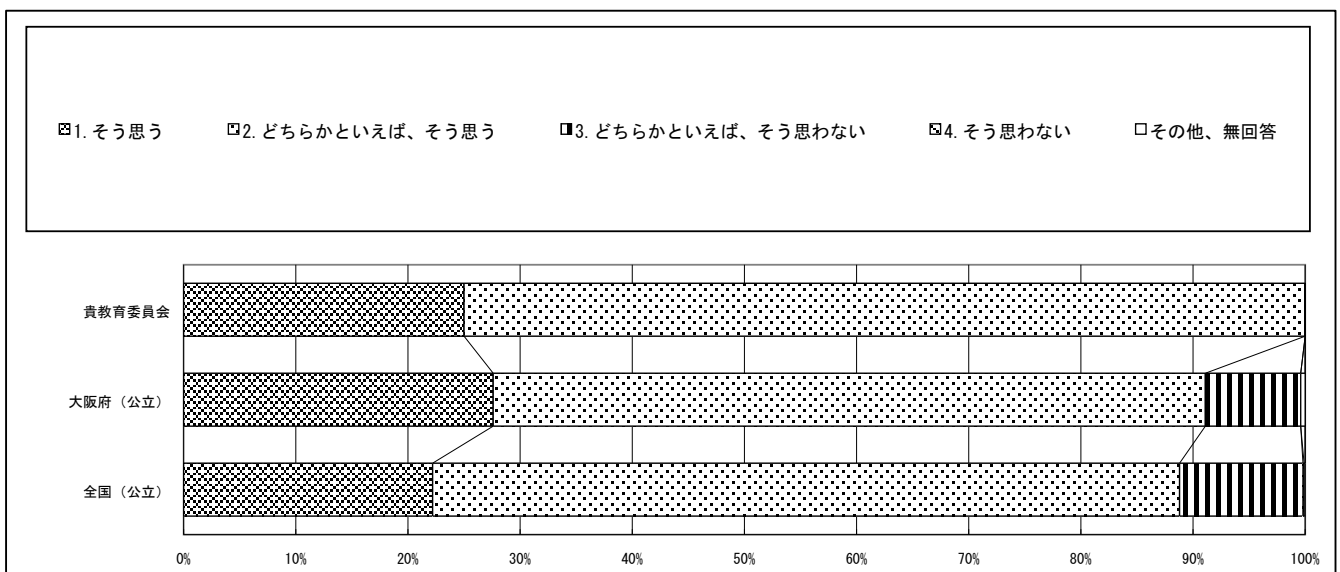 1. そう思う 2. どちらかといえば、そう思う 3. どちらかといえば、そう思わない 4. そう思わない その他、無回答
貴教育委員会
大阪府（公立）
全国（公立）
0% 10% 20% 30% 40% 50% 60% 70% 80% 90% 100%